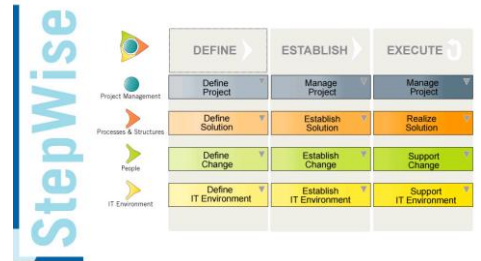 StepWise
DEFINE
ESTABLISH
EXECUTE
Project Management
Define
Project
Manage
Project
Manage
Project
Processes & Structures
Define
Solution
Establish
Solution
Realize
Solution
People
Define
Change
Establish
Change
Support
Change
IT Environment
Define
IT Environment
Establish
IT Environment
Support
IT Environment